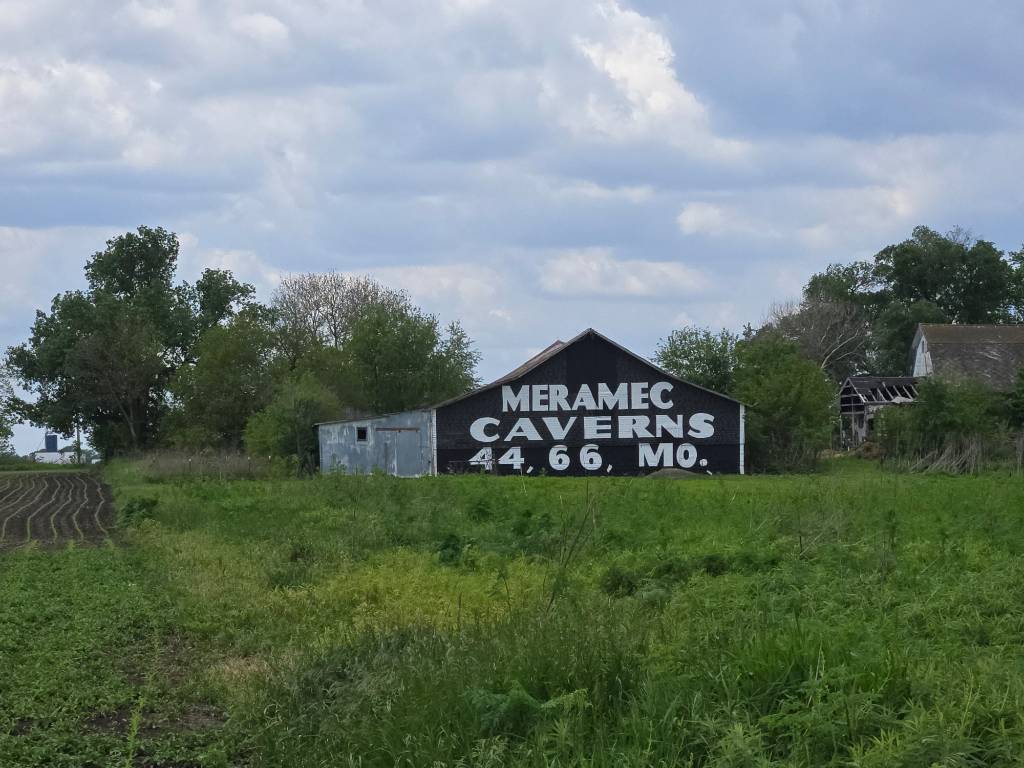 MERAMEC
CAVERNS
44, 66, MO.